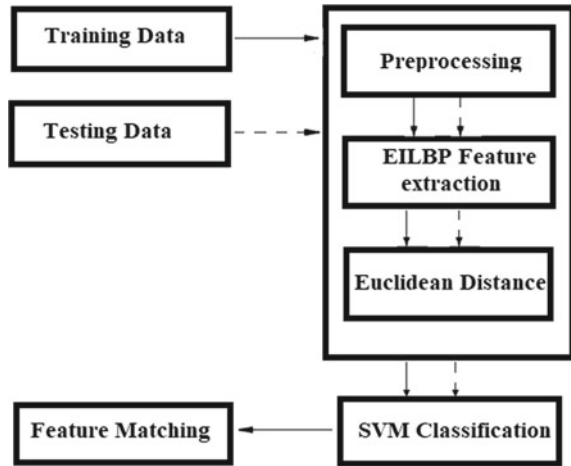 Training Data
Preprocessing
Testing Data
EILBP Feature
extraction
Euclidean Distance
Feature Matching
SVM Classification